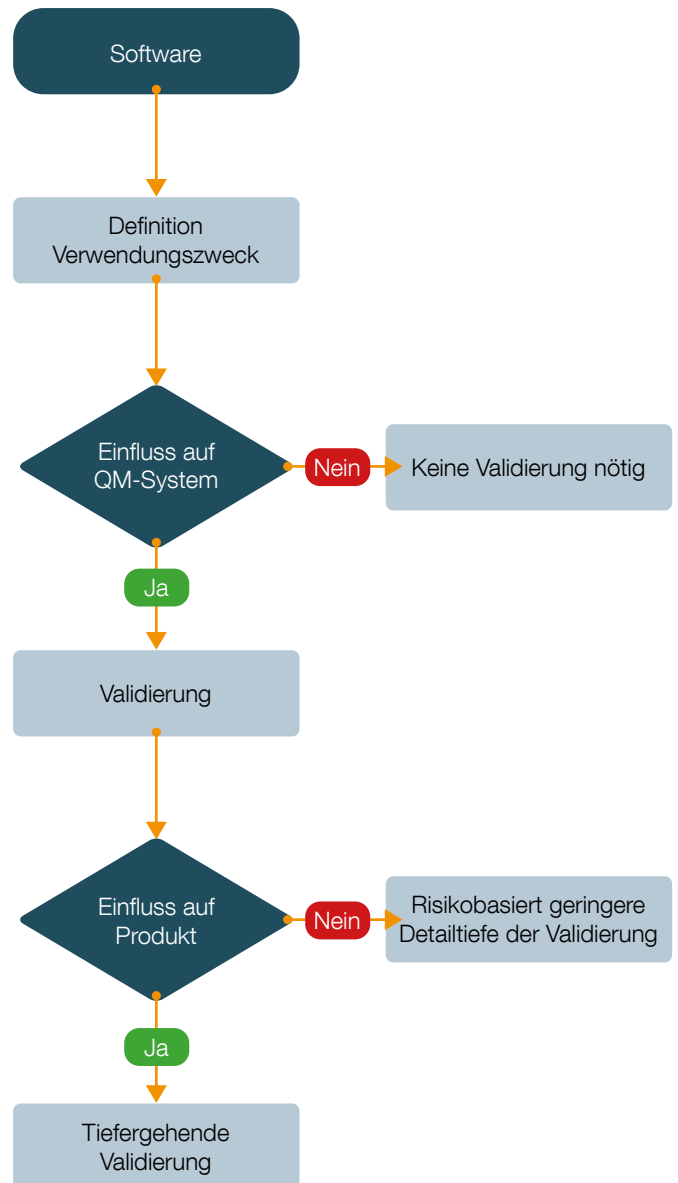 Software
Definition
Verwendungszweck
Einfluss auf
QM-System
Nein
Keine Validierung nötig
Ja
Validierung
Einfluss auf
Produkt
Nein
Risikobasiert geringere
Detailtiefe der Validierung
Ja
Tiefergehende
Validierung